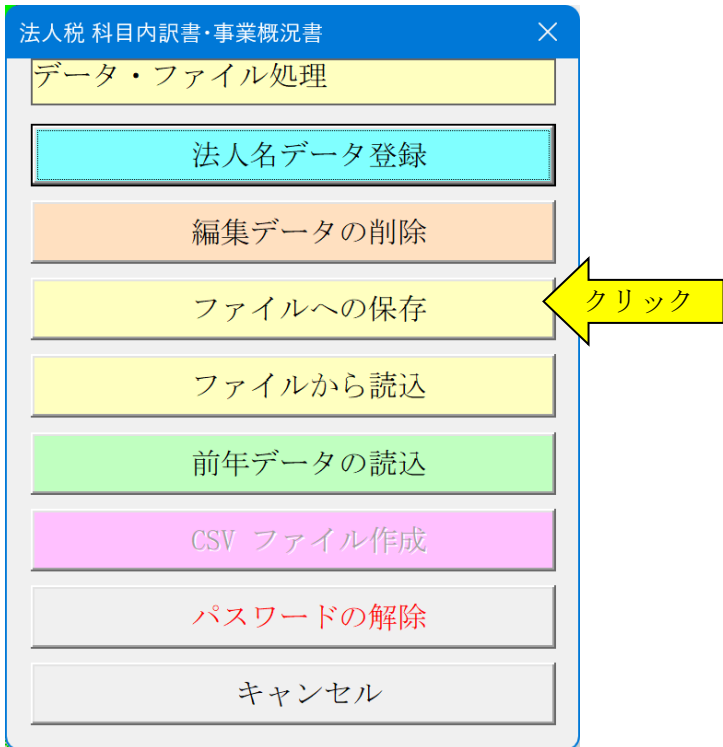 法人税 科目内訳書･事業概況書
データ・ファイル処理
法人名データ登録
編集データの削除
ファイルへの保存
クリック
ファイルから読込
前年データの読込
CSV ファイル作成
パスワードの解除
キャンセル